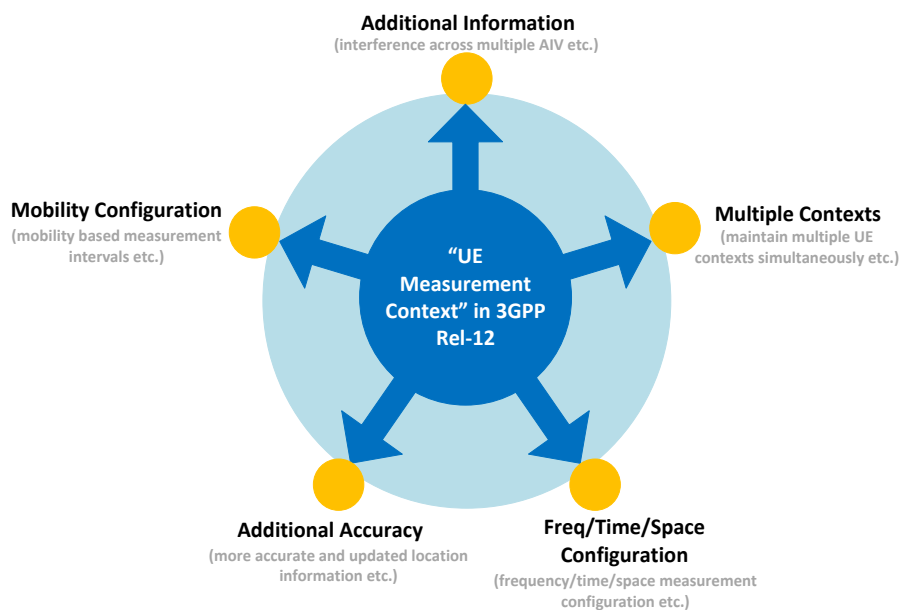 Additional Information
(interference across multiple AIV etc.)
Mobility Configuration
(mobility based measurement
intervals etc.)
Multiple Contexts
(maintain multiple UE
contexts simultaneously etc.)
“UE
Measurement
Context” in 3GPP
Rel-12
Additional Accuracy
(more accurate and updated location
information etc.)
Freq/Time/Space
Configuration
(frequency/time/space measurement
configuration etc.)